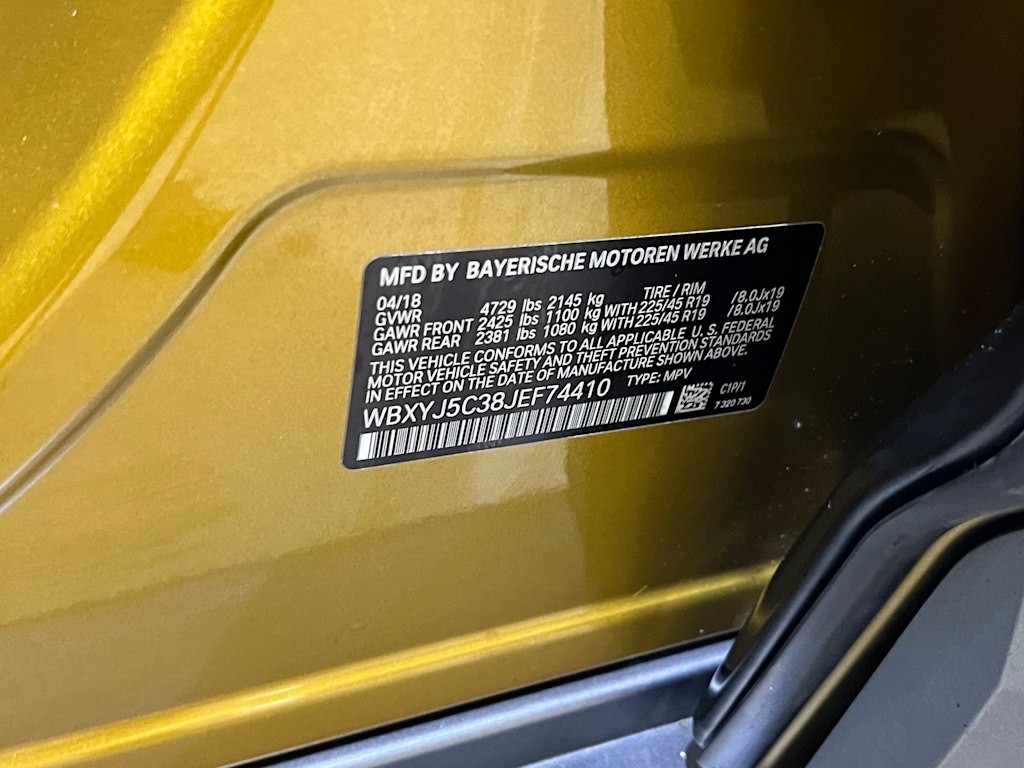 MFD BY BAYERISCHE MOTOREN WERKE AG
04/18 TIRE / RIM
GVWR 4729 lbs 2145 kg
GAWR FRONT 2425 lbs 1100 kg WITH 225/45 R19 /8.0Jx19
GAWR REAR 2381 lbs 1080 kg WITH 225/45 R19 /8.0Jx19
THIS VEHICLE CONFORMS TO ALL APPLICABLE U. S. FEDERAL
MOTOR VEHICLE SAFETY AND THEFT PREVENTION STANDARDS
IN EFFECT ON THE DATE OF MANUFACTURE SHOWN ABOVE.
WBXYJ5C38JEF74410 TYPE: MPV
C1P/1
7 320 730